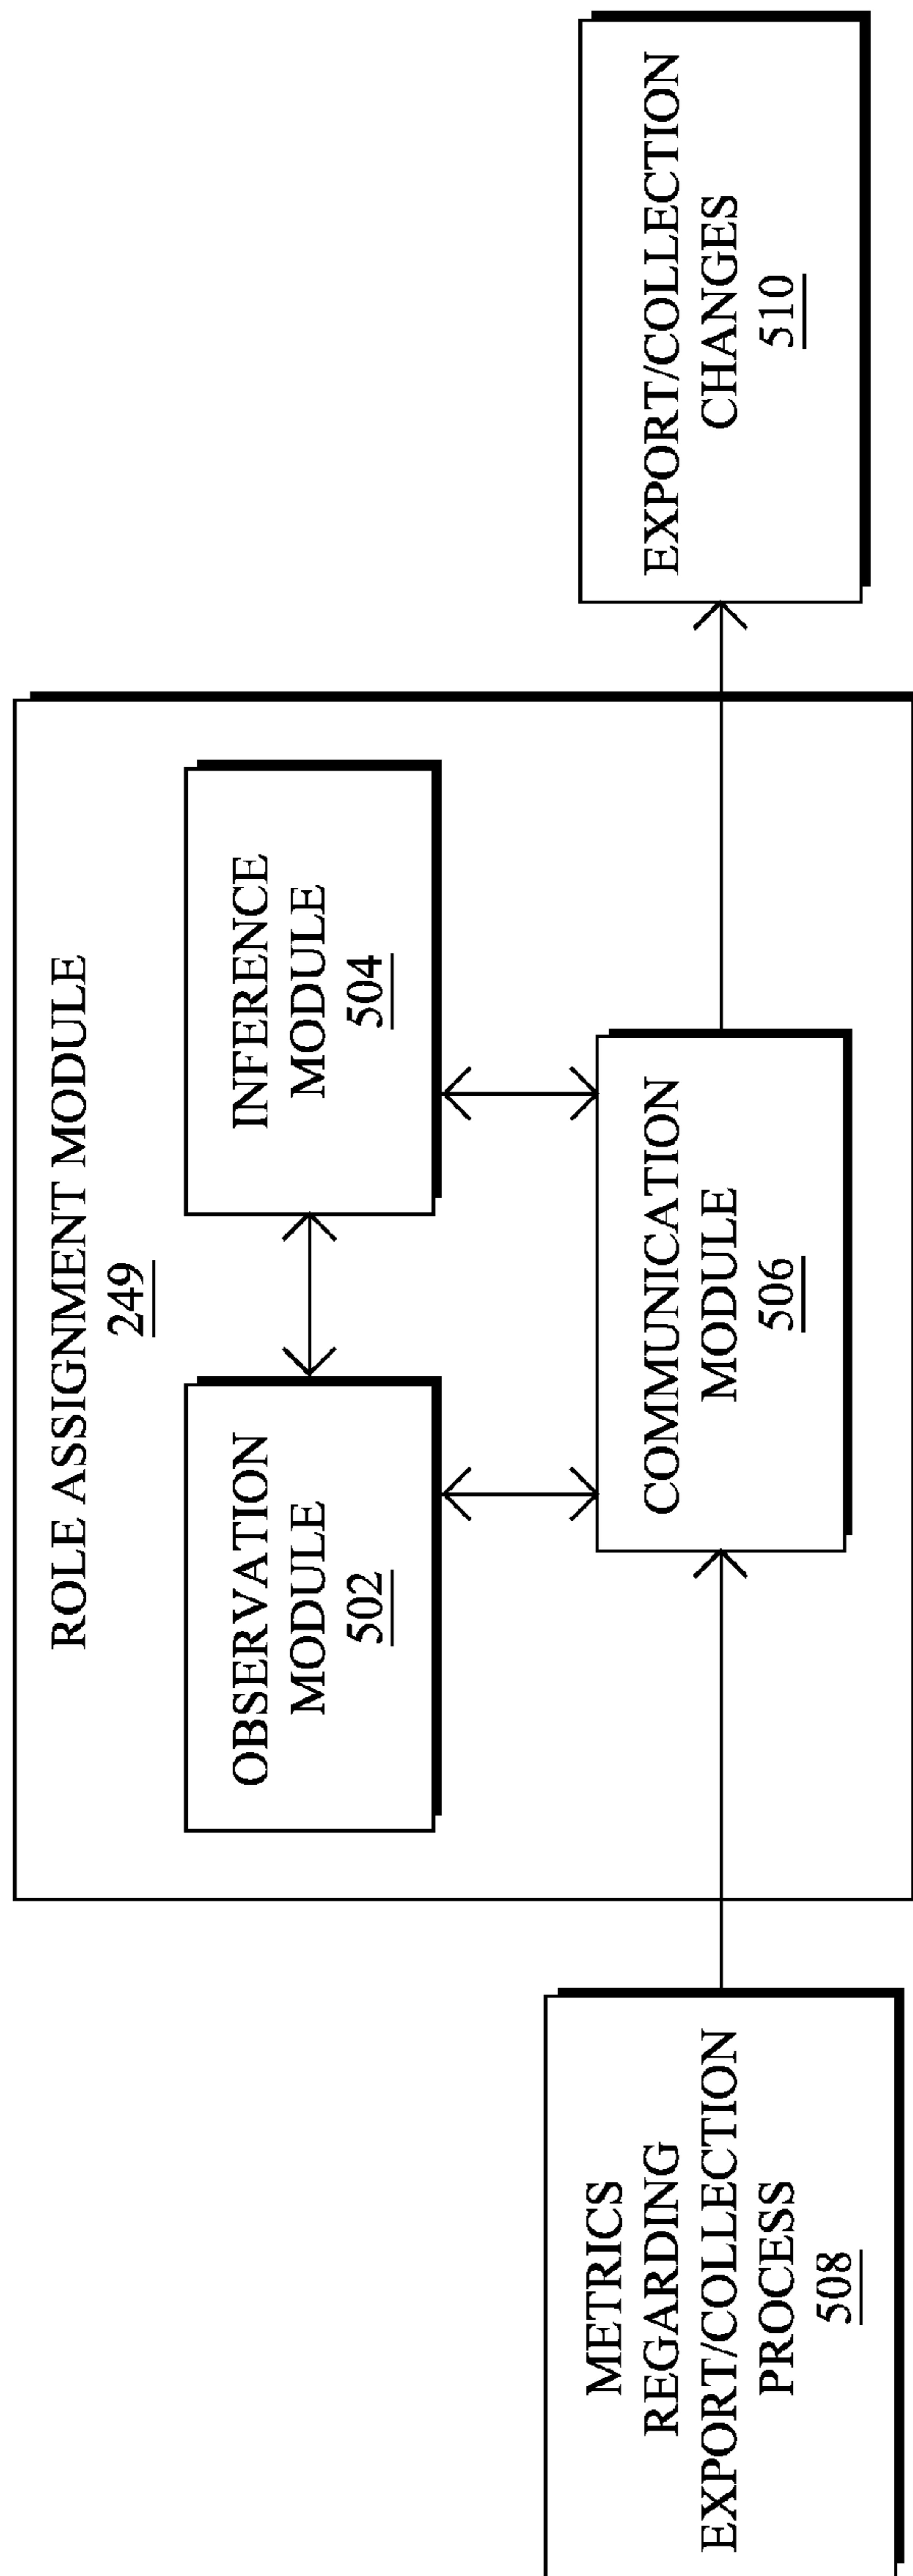 ROLE ASSIGNMENT MODULE
249
OBSERVATION
MODULE
502
INFERENCE
MODULE
504
METRICS
REGARDING
EXPORT/COLLECTION
PROCESS
508
COMMUNICATION
MODULE
506
EXPORT/COLLECTION
CHANGES
510